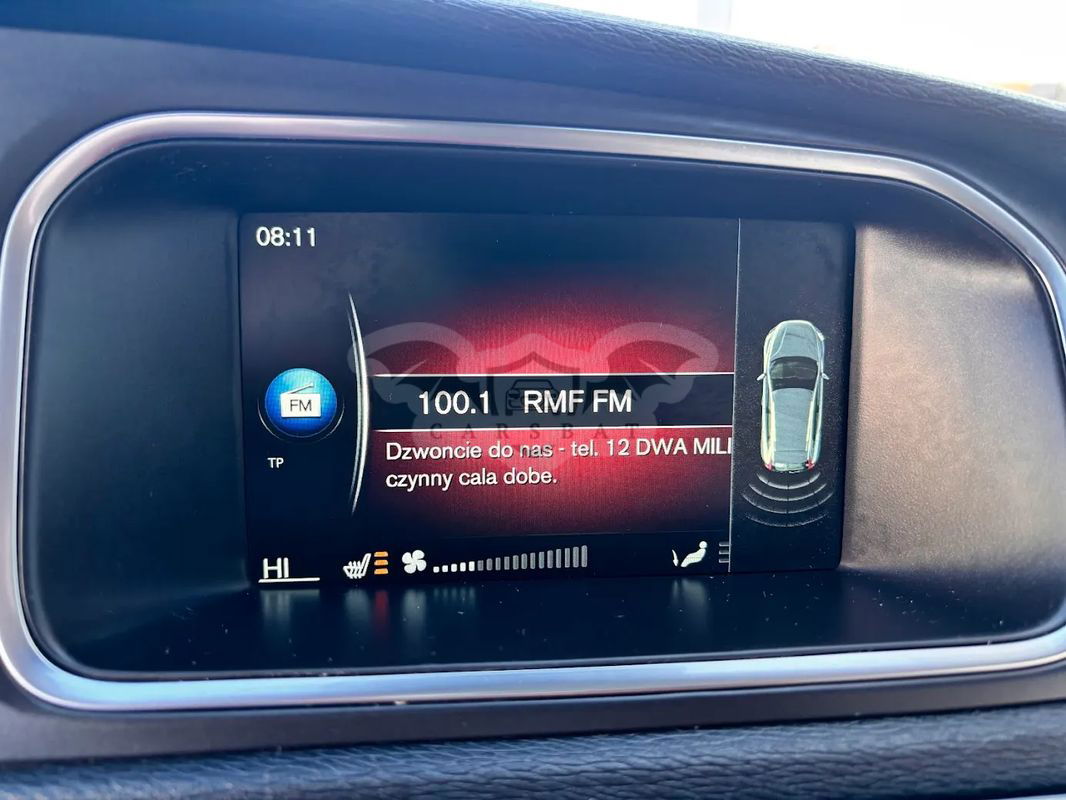 08:11
FM
100.1 RMF FM
CARSBAT
TP
Dzwoncie do nas - tel. 12 DWA MILI
czynny cala dobe.
HI